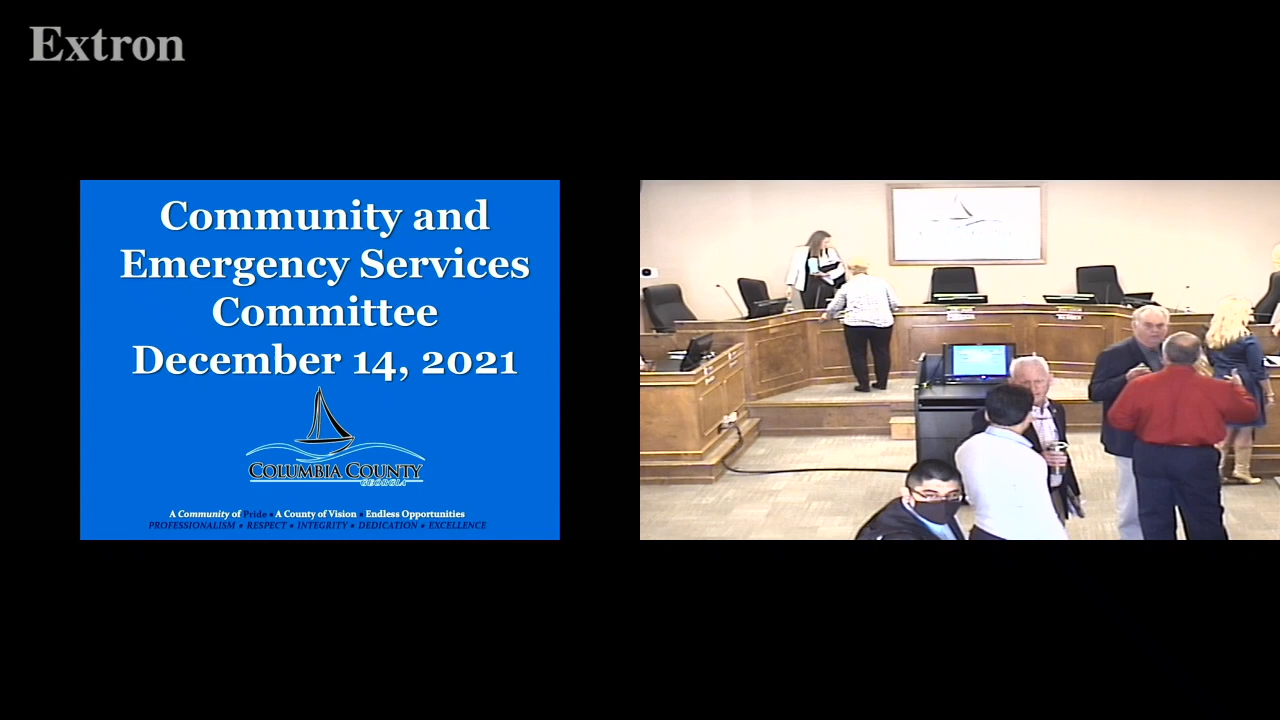 Extron
Community and
Emergency Services
Committee
December 14, 2021
COLUMBIA COUNTY
GEORGIA
A Community of Pride • A County of Vision • Endless Opportunities
PROFESSIONALISM • RESPECT • INTEGRITY • DEDICATION • EXCELLENCE